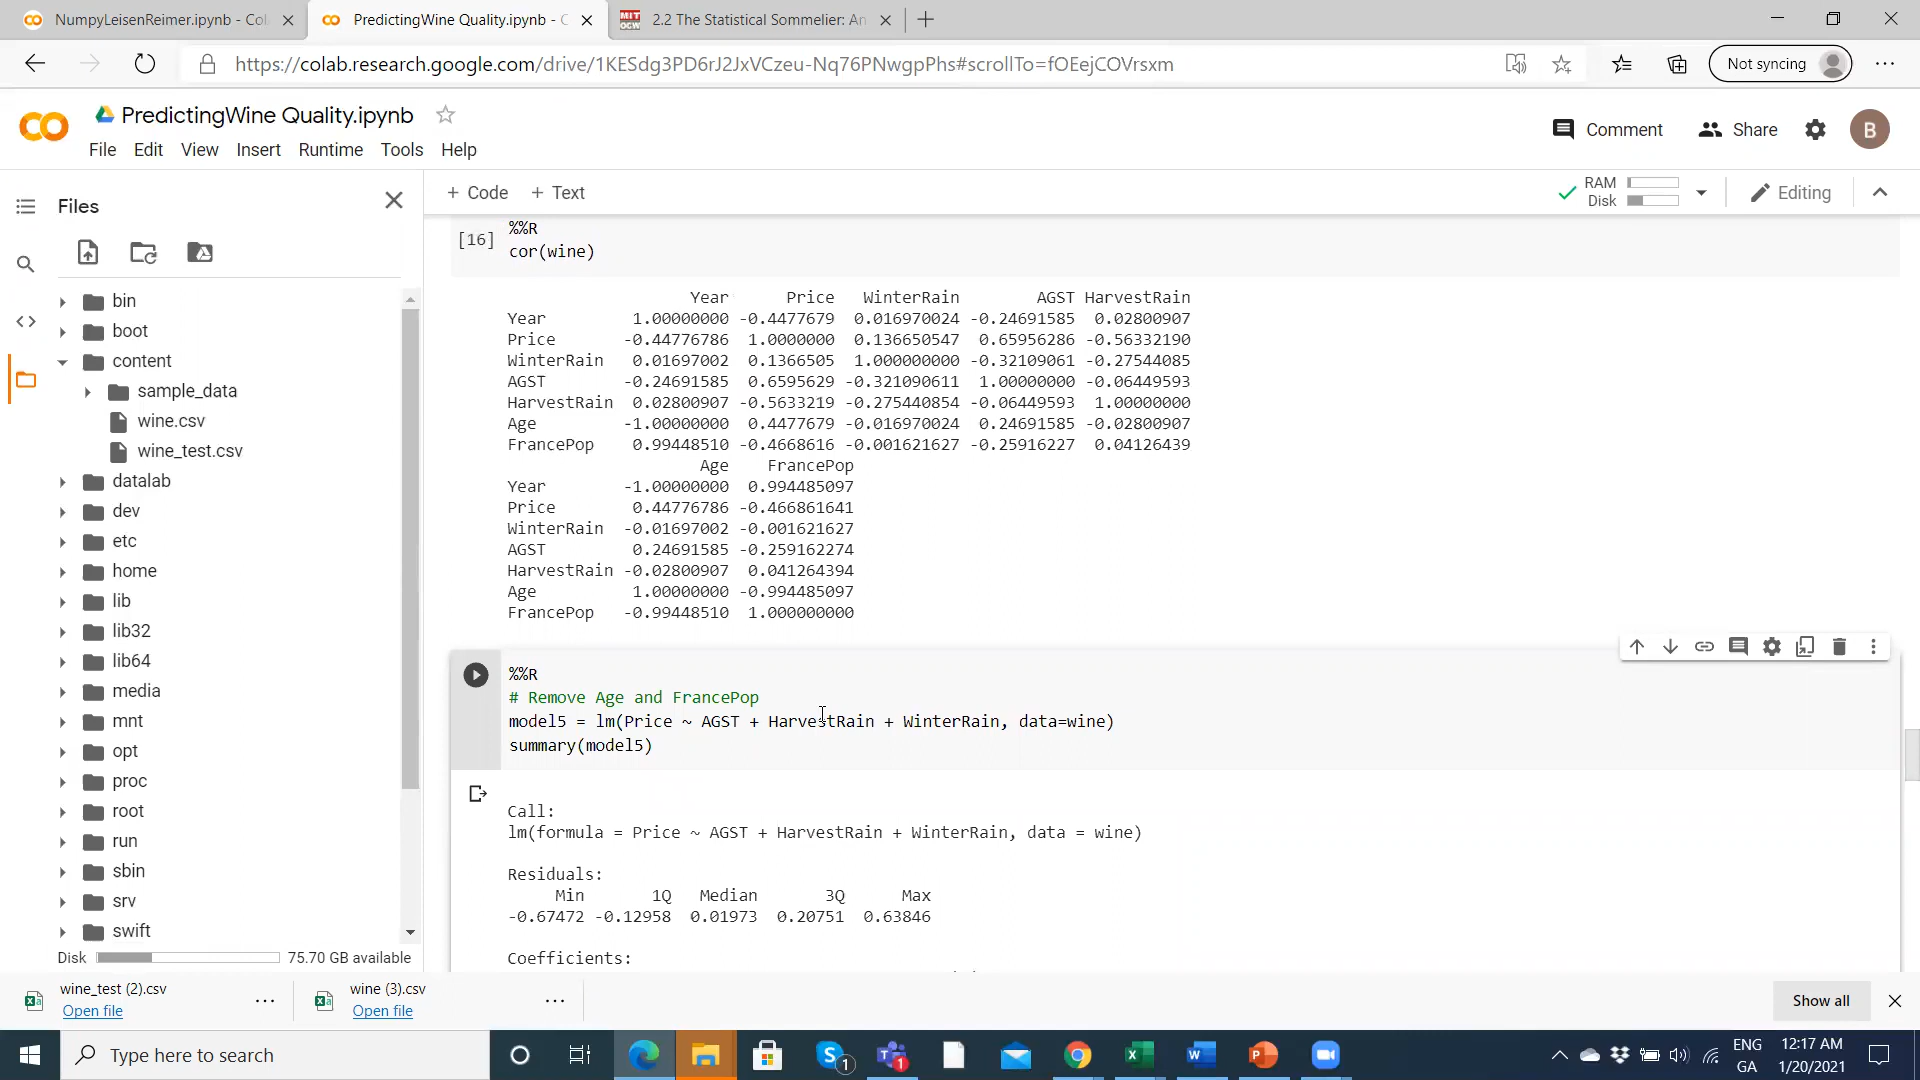 NumpyLeisenReimer.ipynb - Col
PredictingWine Quality.ipynb - C
MIT OCW
2.2 The Statistical Sommelier: An
https://colab.research.google.com/drive/1KESdg3PD6rJ2JxVCzeu-Nq76PNwgpPhs#scrollTo=fOEejCOVrsxm
Not syncing
PredictingWine Quality.ipynb
Comment
Share
B
File Edit View Insert Runtime Tools Help
Files
+ Code + Text
RAM
Disk
Editing
bin
boot
content
sample_data
wine.csv
wine_test.csv
datalab
dev
etc
home
lib
lib32
lib64
media
mnt
opt
proc
root
run
sbin
srv
swift
Disk 75.70 GB available
%%R
[16]
cor(wine)
Year Price WinterRain AGST HarvestRain
Year 1.00000000 -0.4477679 0.016970024 -0.24691585 0.02800907
Price -0.44776786 1.0000000 0.136650547 0.65956286 -0.56332190
WinterRain 0.01697002 0.1366505 1.000000000 -0.32109061 -0.27544085
AGST -0.24691585 0.6595629 -0.321090611 1.00000000 -0.06449593
HarvestRain 0.02800907 -0.5633219 -0.275440854 -0.06449593 1.00000000
Age -1.00000000 0.4477679 -0.016970024 0.24691585 -0.02800907
FrancePop 0.99448510 -0.4668616 -0.001621627 -0.25916227 0.04126439
Age FrancePop
Year -1.00000000 0.994485097
Price 0.44776786 -0.466861641
WinterRain -0.01697002 -0.001621627
AGST 0.24691585 -0.259162274
HarvestRain -0.02800907 0.041264394
Age 1.00000000 -0.994485097
FrancePop -0.99448510 1.000000000
%%R
# Remove Age and FrancePop
model5 = lm(Price ~ AGST + HarvestRain + WinterRain, data=wine)
summary(model5)
Call:
lm(formula = Price ~ AGST + HarvestRain + WinterRain, data = wine)
Residuals:
Min 1Q Median 3Q Max
-0.67472 -0.12958 0.01973 0.20751 0.63846
Coefficients:
wine_test (2).csv
Open file
wine (3).csv
Open file
Show all
Type here to search
1
1
ENG
GA
12:17 AM
1/20/2021